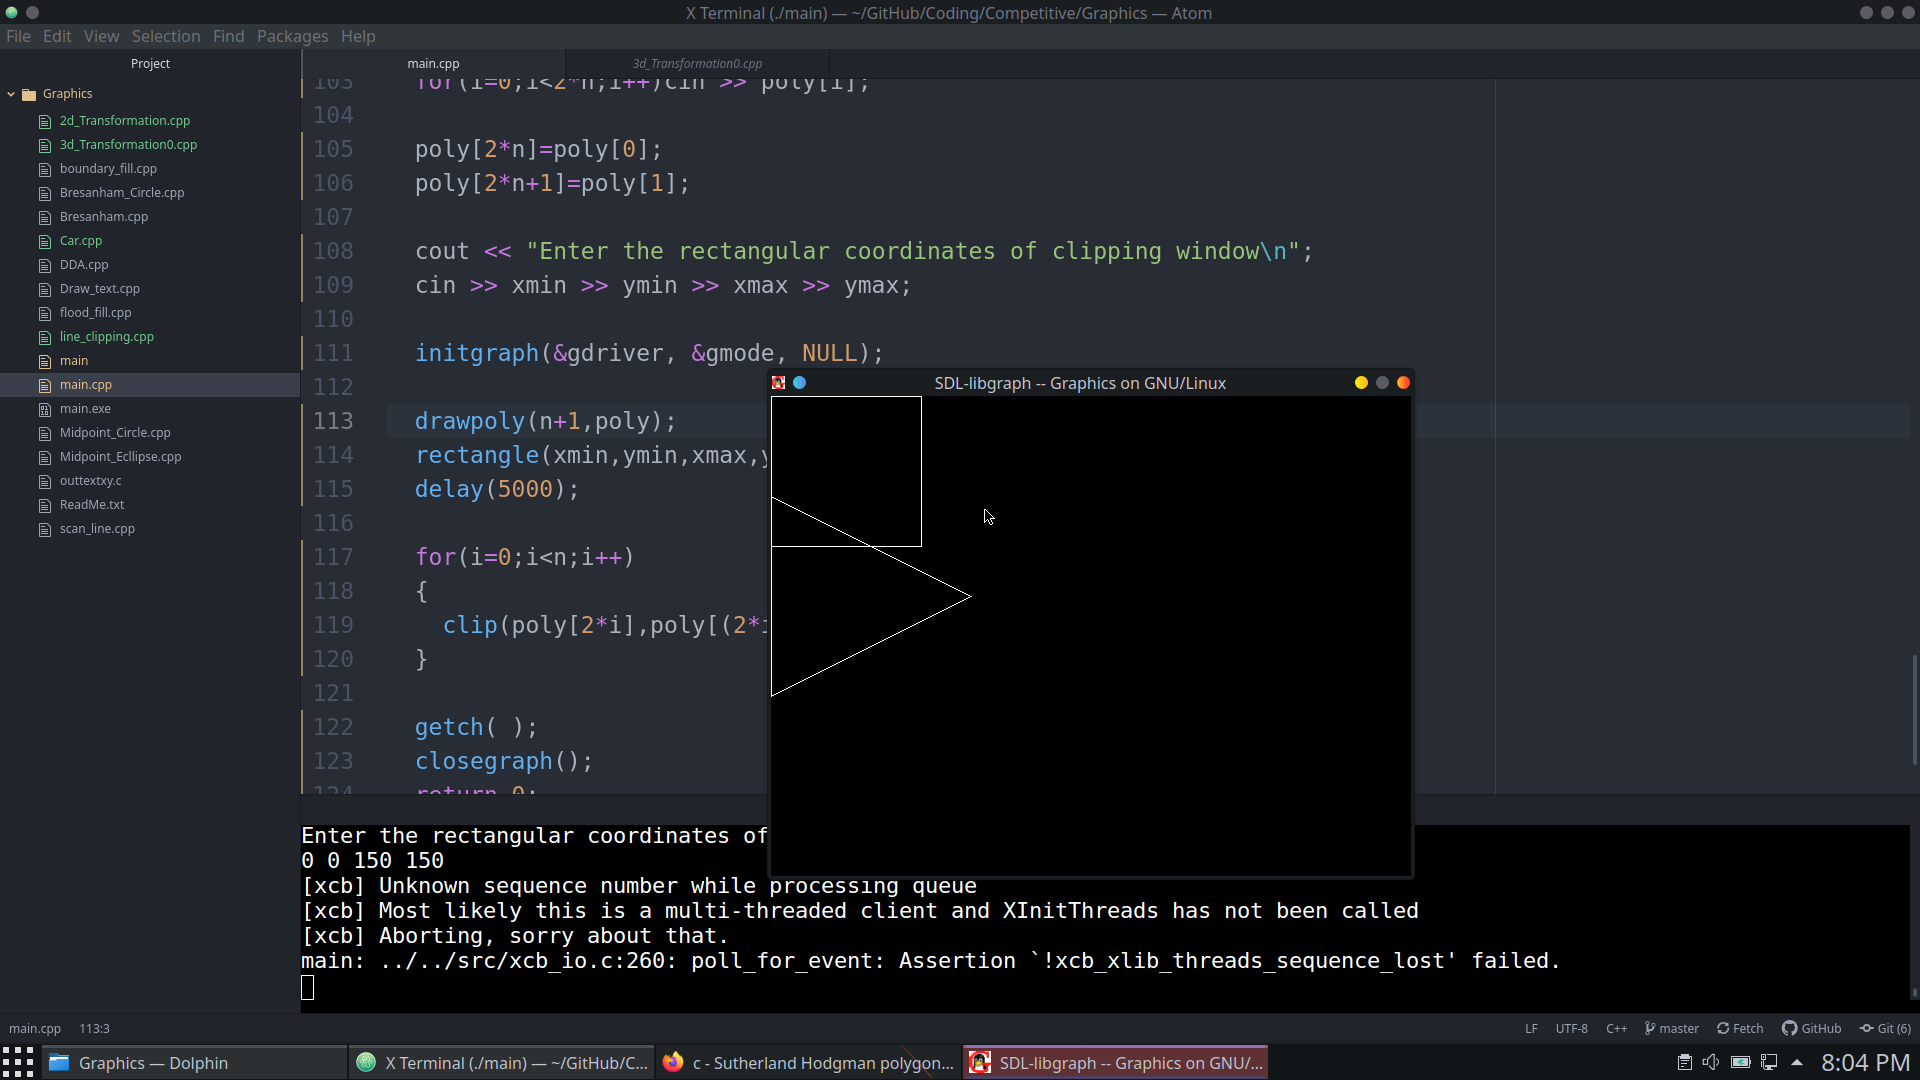 X Terminal (./main) — ~/GitHub/Coding/Competitive/Graphics — Atom
File Edit View Selection Find Packages Help
Project
main.cpp
3d_Transformation0.cpp
Graphics
2d_Transformation.cpp
3d_Transformation0.cpp
boundary_fill.cpp
Bresanham_Circle.cpp
Bresanham.cpp
Car.cpp
DDA.cpp
Draw_text.cpp
flood_fill.cpp
line_clipping.cpp
main
main.cpp
main.exe
Midpoint_Circle.cpp
Midpoint_Ecllipse.cpp
outtextxy.c
ReadMe.txt
scan_line.cpp
103 for(i=0;i<2*n;i++)cin >> poly[i];
104
105 poly[2*n]=poly[0];
106 poly[2*n+1]=poly[1];
107
108 cout << "Enter the rectangular coordinates of clipping window\n";
109 cin >> xmin >> ymin >> xmax >> ymax;
110
111 initgraph(&gdriver, &gmode, NULL);
112
113 drawpoly(n+1,poly);
114 rectangle(xmin,ymin,xmax,y
115 delay(5000);
116
117 for(i=0;i<n;i++)
118 {
119 clip(poly[2*i],poly[(2*i
120 }
121
122 getch( );
123 closegraph();
124 return 0;
SDL-libgraph -- Graphics on GNU/Linux
Enter the rectangular coordinates of
0 0 150 150
[xcb] Unknown sequence number while processing queue
[xcb] Most likely this is a multi-threaded client and XInitThreads has not been called
[xcb] Aborting, sorry about that.
main: ../../src/xcb_io.c:260: poll_for_event: Assertion `!xcb_xlib_threads_sequence_lost' failed.
main.cpp 113:3
LF UTF-8 C++ master Fetch GitHub Git (6)
Graphics — Dolphin
X Terminal (./main) — ~/GitHub/C...
c - Sutherland Hodgman polygon...
SDL-libgraph -- Graphics on GNU/...
8:04 PM